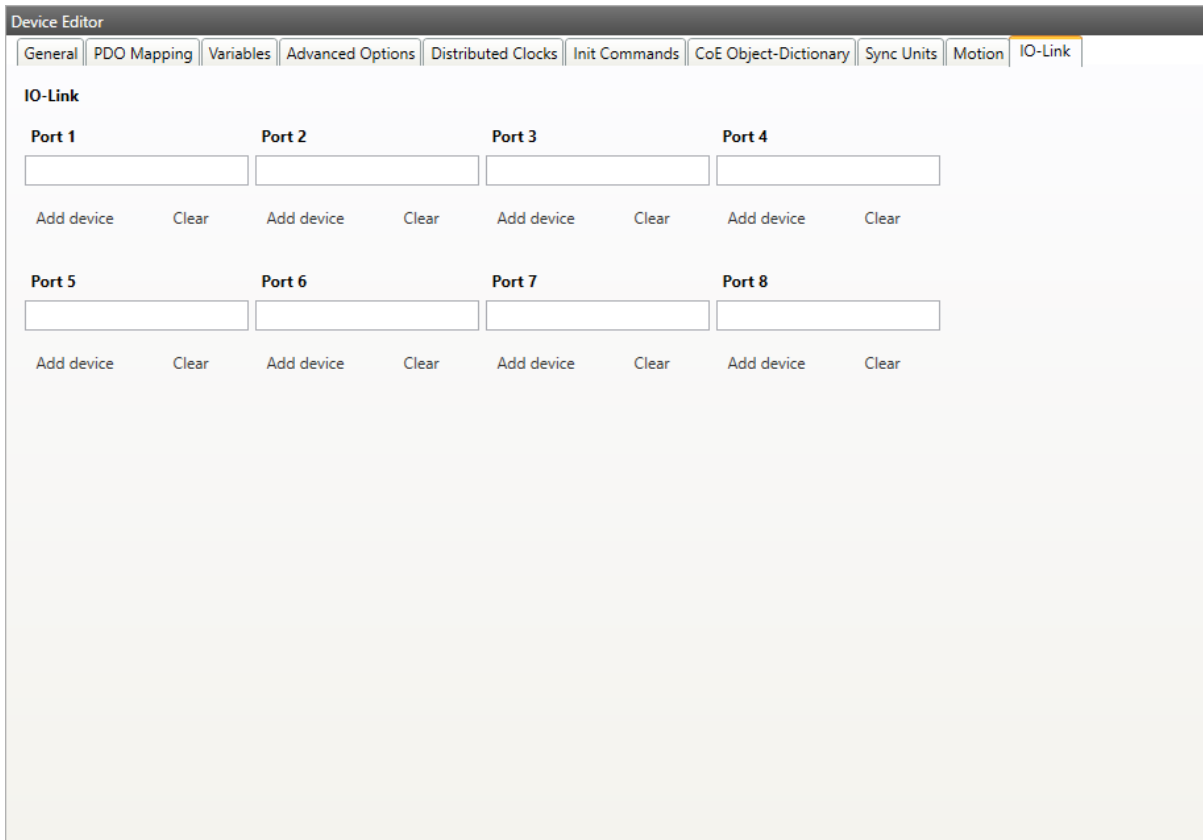 Device Editor
General PDO Mapping Variables Advanced Options Distributed Clocks Init Commands CoE Object-Dictionary Sync Units Motion IO-Link
IO-Link
Port 1 Port 2 Port 3 Port 4
Add device Clear Add device Clear Add device Clear Add device Clear
Port 5 Port 6 Port 7 Port 8
Add device Clear Add device Clear Add device Clear Add device Clear